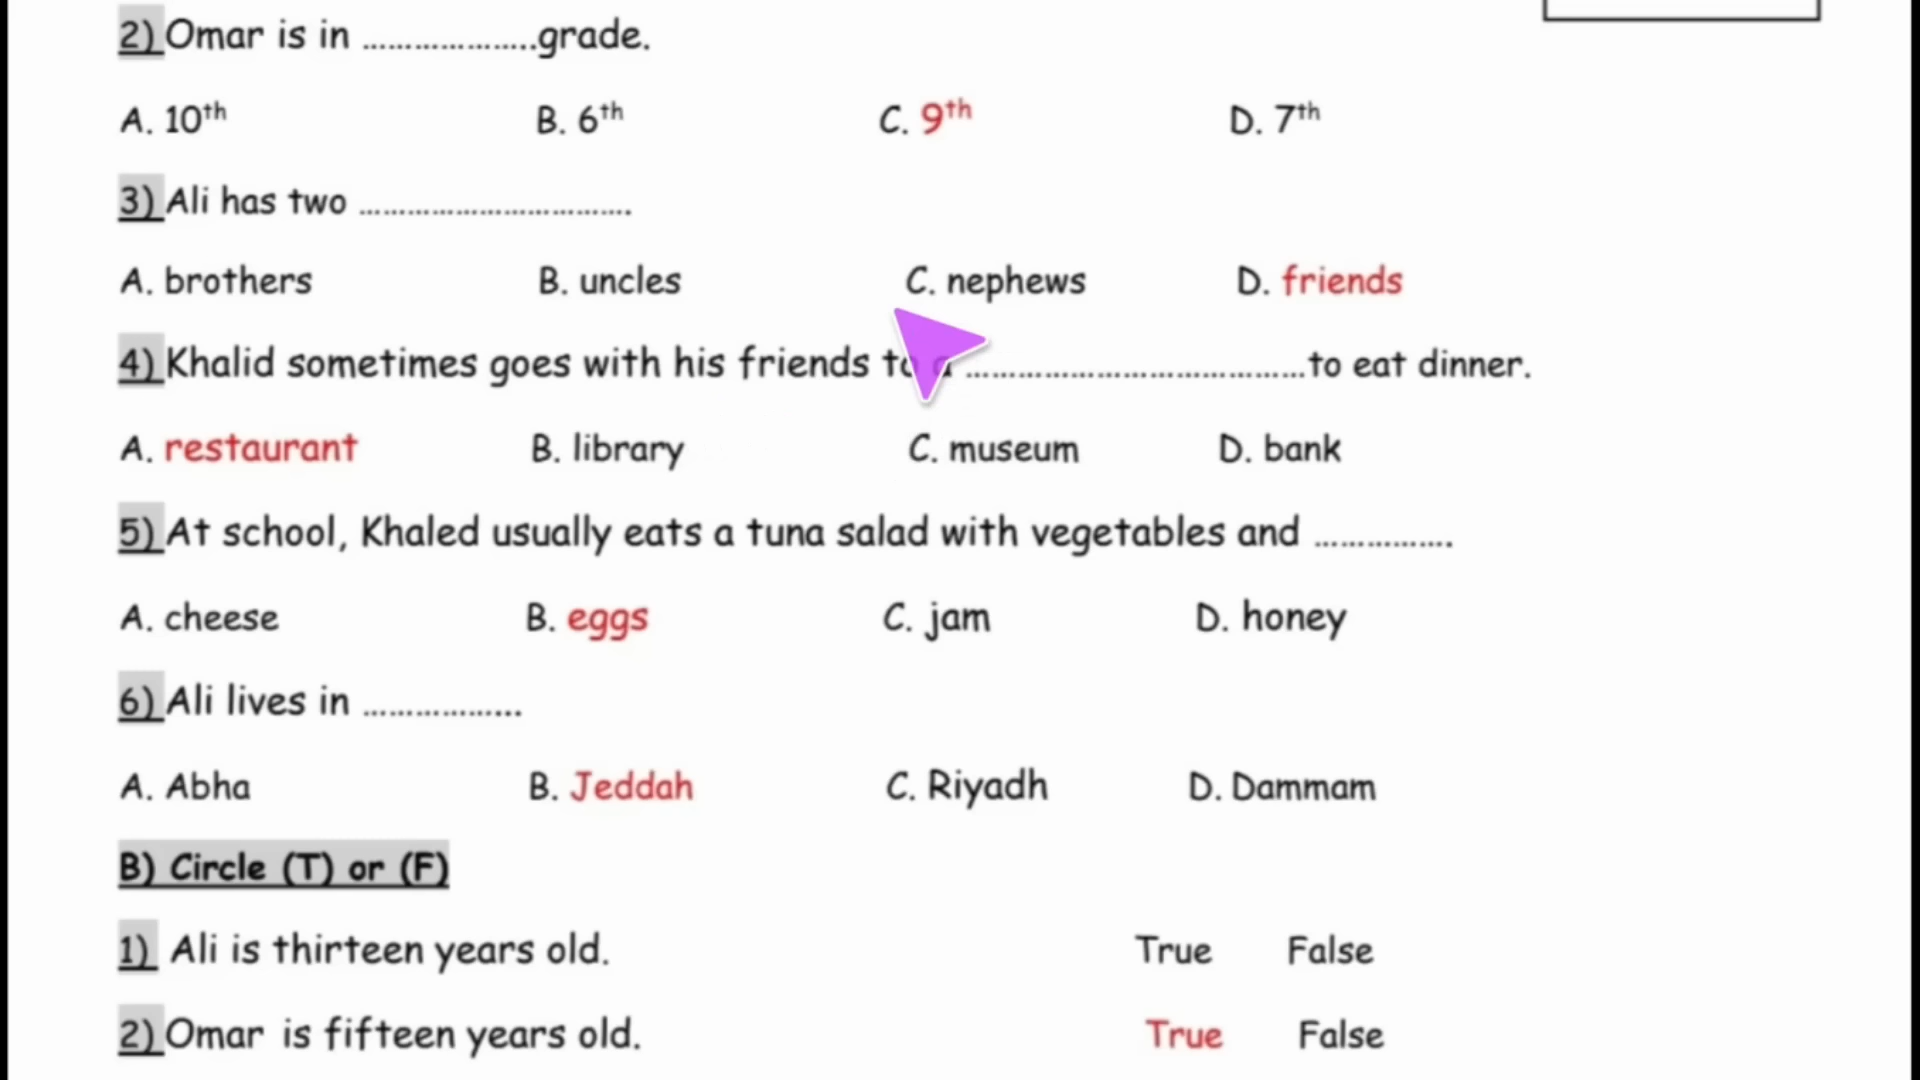 2) Omar is in ....................grade.
A. 10th B. 6th C. 9th D. 7th
3) Ali has two ...............................
A. brothers B. uncles C. nephews D. friends
4) Khalid sometimes goes with his friends to a .......................................to eat dinner.
A. restaurant B. library C. museum D. bank
5) At school, Khaled usually eats a tuna salad with vegetables and ................
A. cheese B. eggs C. jam D. honey
6) Ali lives in ..................
A. Abha B. Jeddah C. Riyadh D. Dammam
B) Circle (T) or (F)
1) Ali is thirteen years old. True False
2) Omar is fifteen years old. True False